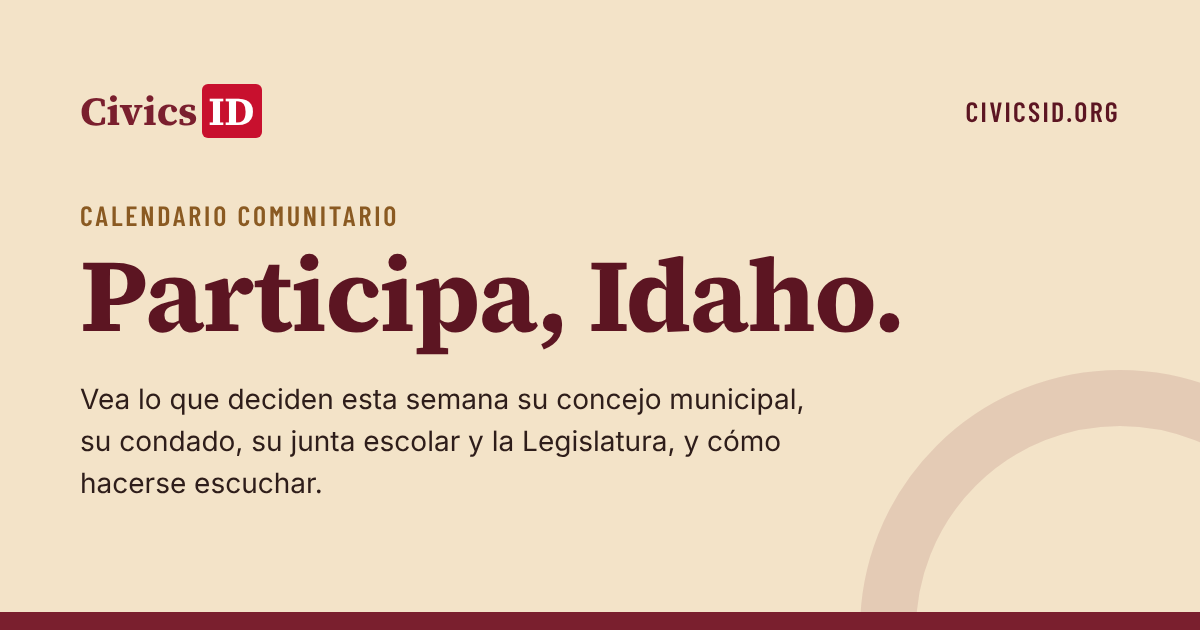 Civics ID
CIVICSID.ORG
CALENDARIO COMUNITARIO
Participa, Idaho.
Vea lo que deciden esta semana su concejo municipal,
su condado, su junta escolar y la Legislatura, y cómo
hacerse escuchar.